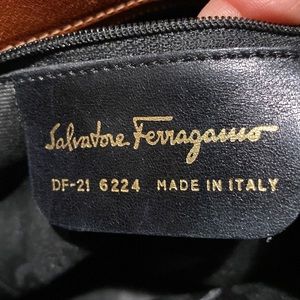 Salvatore Ferragamo
DF-21 6224 MADE IN ITALY